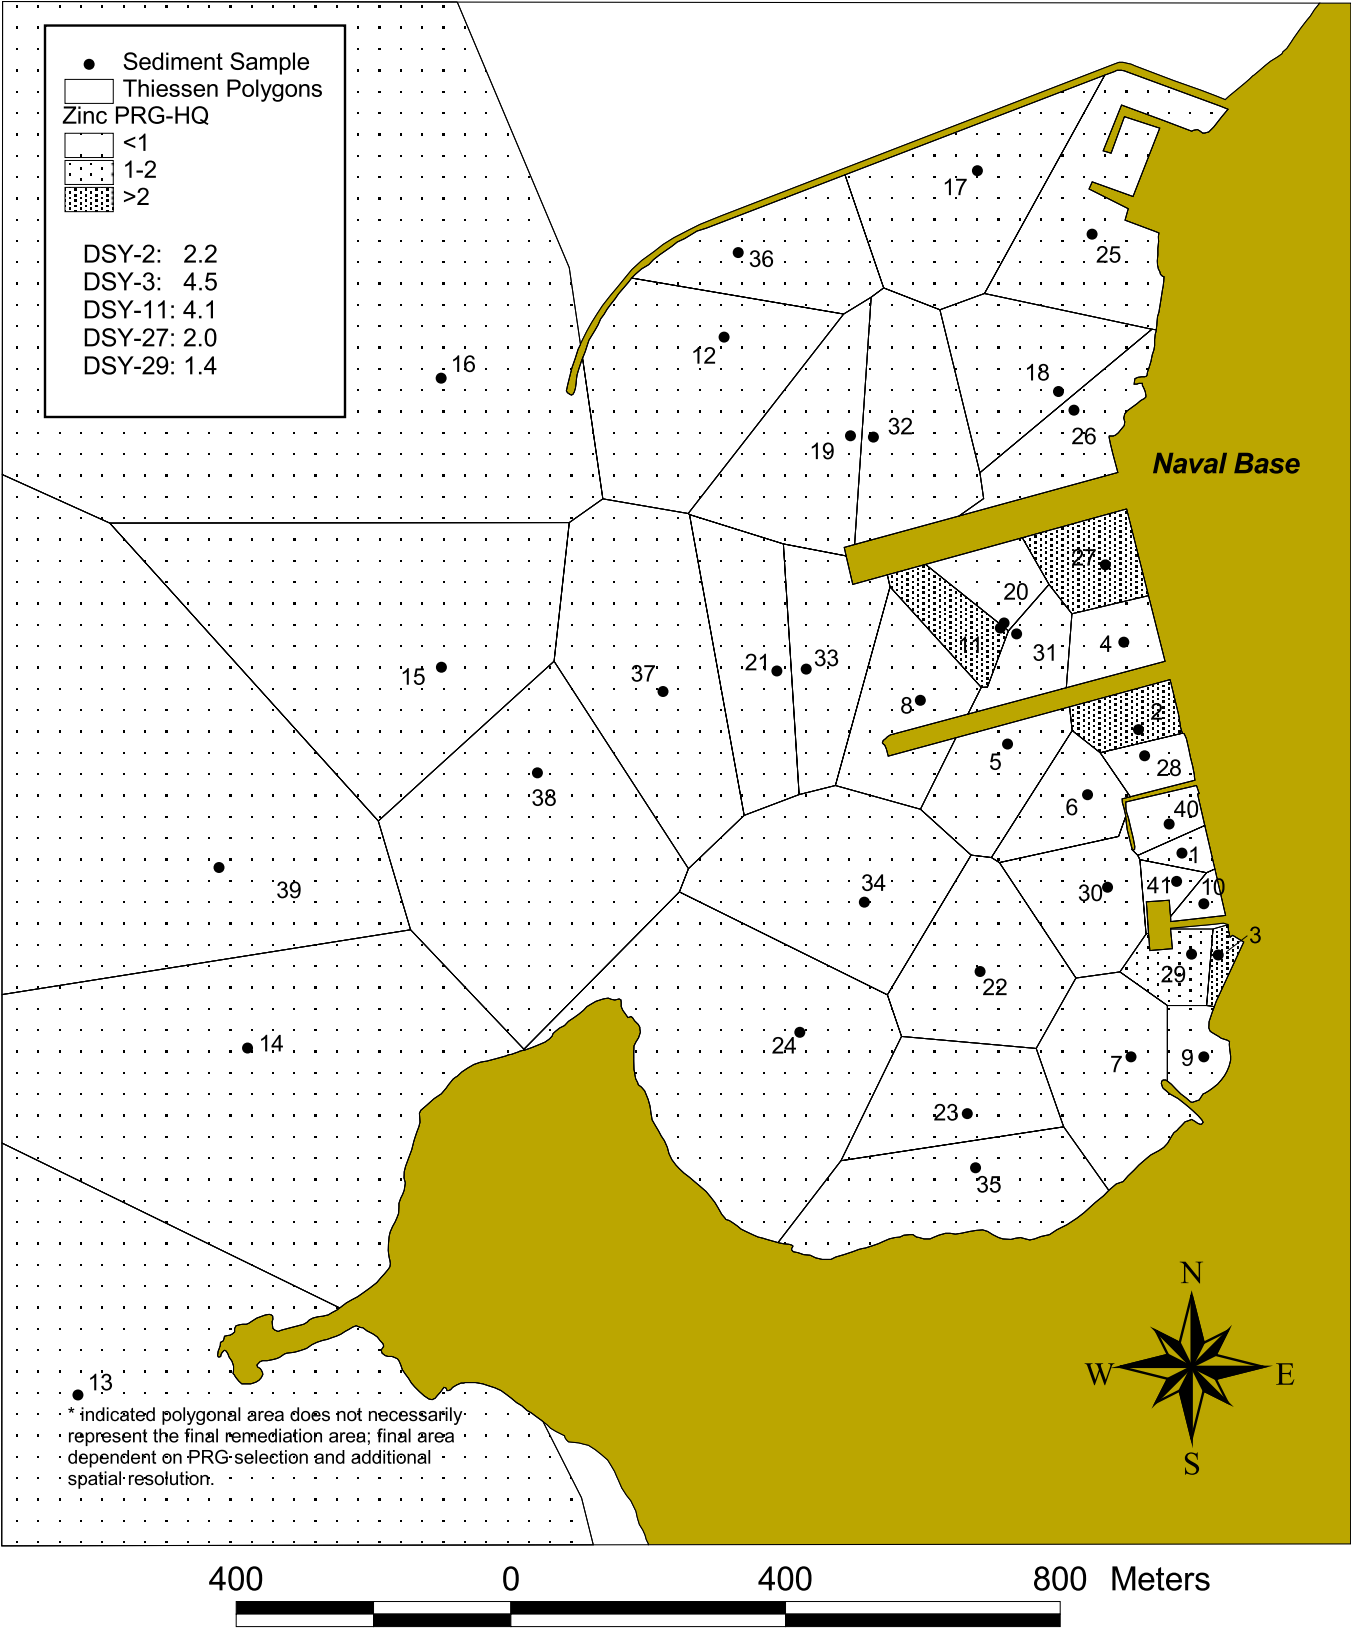 Sediment Sample
Thiessen Polygons
Zinc PRG-HQ
<1
1-2
>2
DSY-2: 2.2
DSY-3: 4.5
DSY-11: 4.1
DSY-27: 2.0
DSY-29: 1.4
17
36
25
12
16
18
19
32
26
Naval Base
27
20
11
31
4
15
37
21
33
8
2
5
28
38
6
40
1
39
34
30
41
10
3
29
22
14
24
7
9
23
35
13
* indicated polygonal area does not necessarily
represent the final remediation area; final area
dependent on PRG selection and additional
spatial resolution.
N
W
E
S
400 0 400 800 Meters